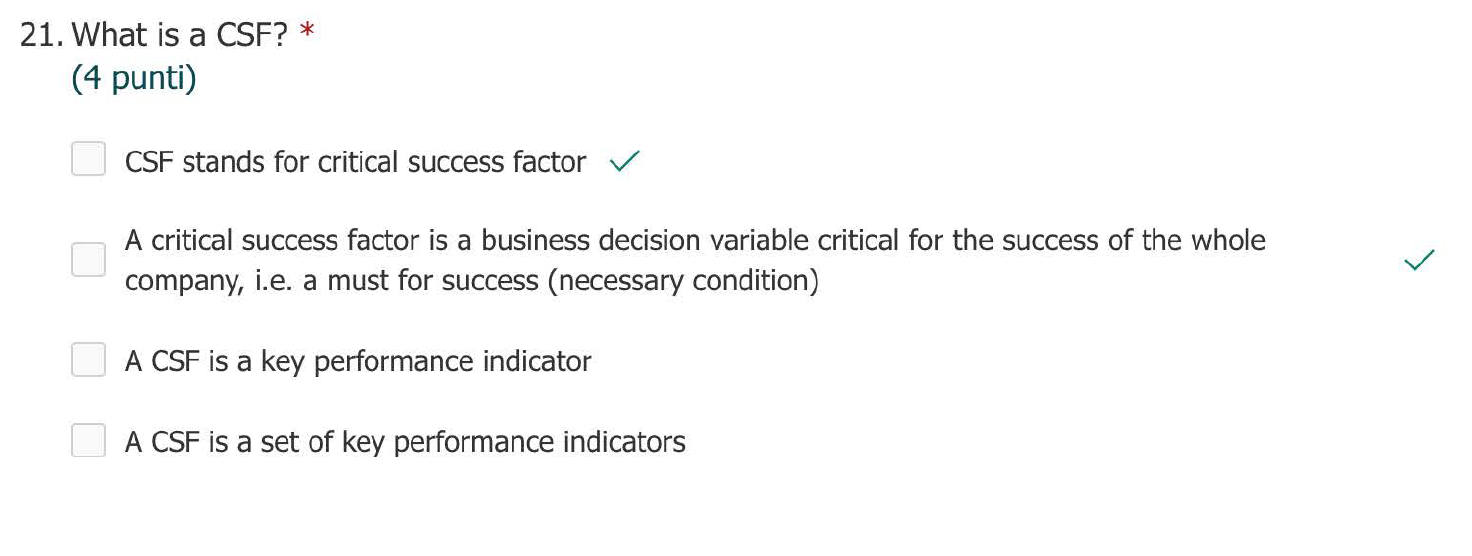 21. What is a CSF? *
(4 punti)
CSF stands for critical success factor
A critical success factor is a business decision variable critical for the success of the whole
company, i.e. a must for success (necessary condition)
A CSF is a key performance indicator
A CSF is a set of key performance indicators